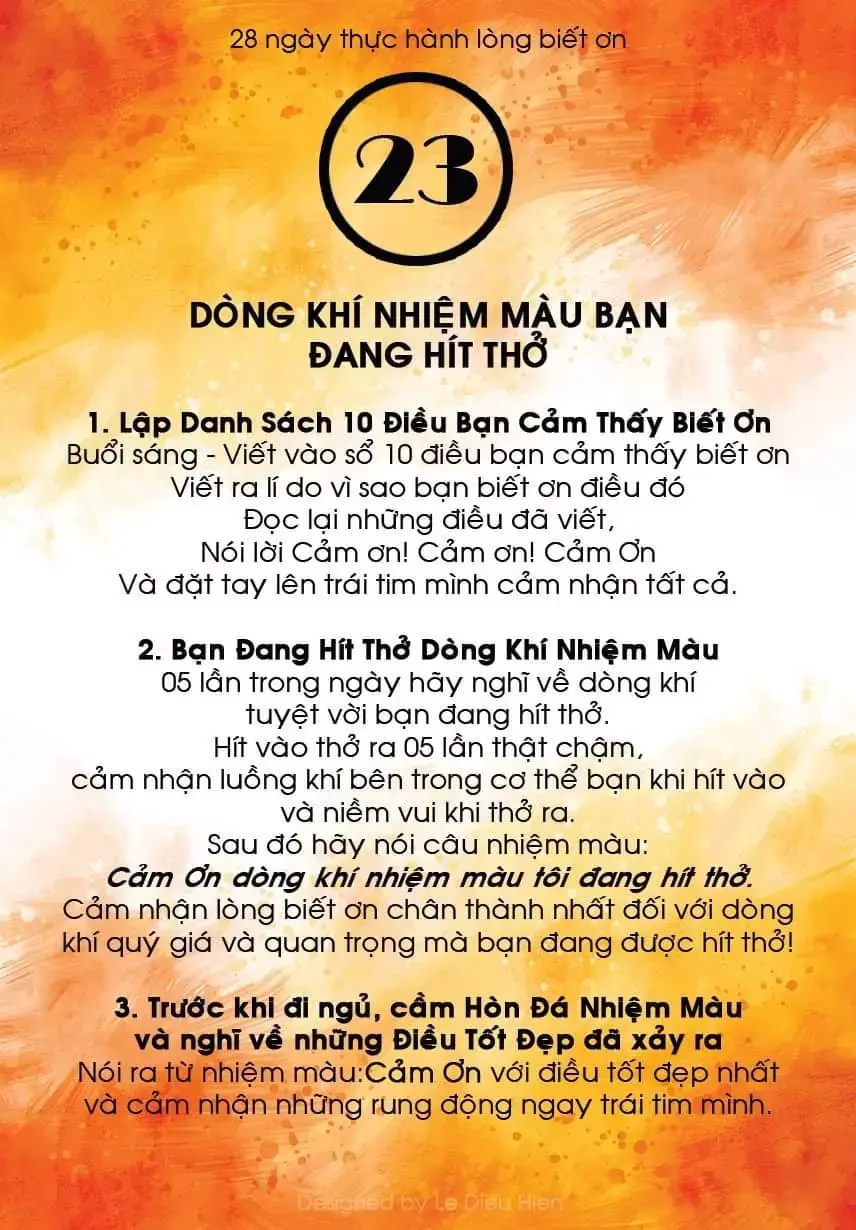 28 ngày thực hành lòng biết ơn
23
DÒNG KHÍ NHIỆM MÀU BẠN
ĐANG HÍT THỞ
1. Lập Danh Sách 10 Điều Bạn Cảm Thấy Biết Ơn
Buổi sáng - Viết vào sổ 10 điều bạn cảm thấy biết ơn
Viết ra lí do vì sao bạn biết ơn điều đó
Đọc lại những điều đã viết,
Nói lời Cảm ơn! Cảm ơn! Cảm Ơn
Và đặt tay lên trái tim mình cảm nhận tất cả.
2. Bạn Đang Hít Thở Dòng Khí Nhiệm Màu
05 lần trong ngày hãy nghĩ về dòng khí
tuyệt vời bạn đang hít thở.
Hít vào thở ra 05 lần thật chậm,
cảm nhận luồng khí bên trong cơ thể bạn khi hít vào
và niềm vui khi thở ra.
Sau đó hãy nói câu nhiệm màu:
Cảm Ơn dòng khí nhiệm màu tôi đang hít thở.
Cảm nhận lòng biết ơn chân thành nhất đối với dòng
khí quý giá và quan trọng mà bạn đang được hít thở!
3. Trước khi đi ngủ, cầm Hòn Đá Nhiệm Màu
và nghĩ về những Điều Tốt Đẹp đã xảy ra
Nói ra từ nhiệm màu:Cảm Ơn với điều tốt đẹp nhất
và cảm nhận những rung động ngay trái tim mình.
Designed by Le Dieu Hien